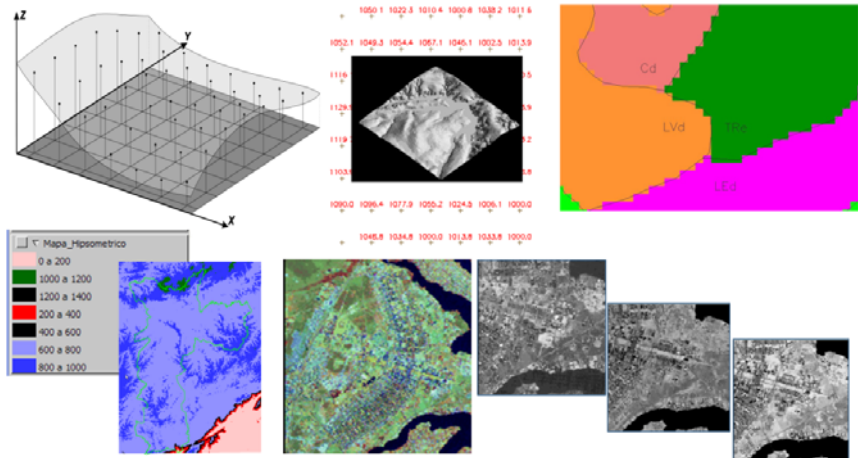 Z
Y
X
1050.1 1022.3 1010.4 1000.8 1038.2 1011.6
1052.1 1049.3 1054.4 1057.1 1046.1 1002.5 1013.9
1090.0 1096.4 1077.9 1055.2 1024.5 1006.1 1000.0
1046.8 1034.8 1000.0 1013.8 1033.8 1000.0
Cd
LVd
TRe
LEd
Mapa_Hipsometrico
0 a 200
1000 a 1200
1200 a 1400
200 a 400
400 a 600
600 a 800
800 a 1000